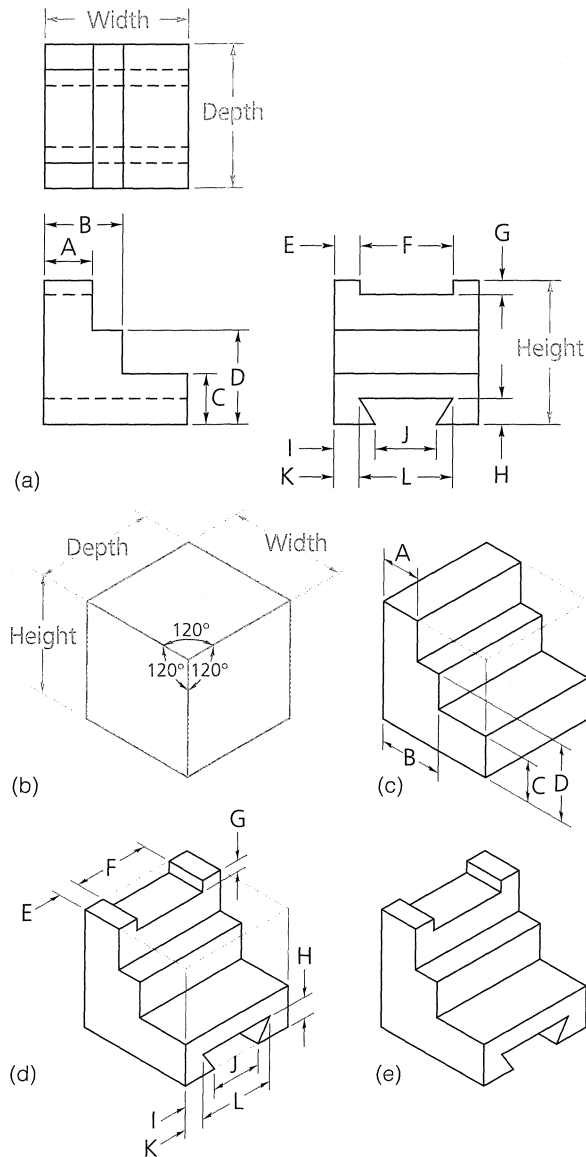 Width
Depth
B
A
E
F
G
D
C
Height
I
J
K
L
H
(a)
Depth
Width
Height
120°
120° 120°
(b)
A
B
C
D
(c)
G
F
E
H
J
L
I
K
(d)
(e)